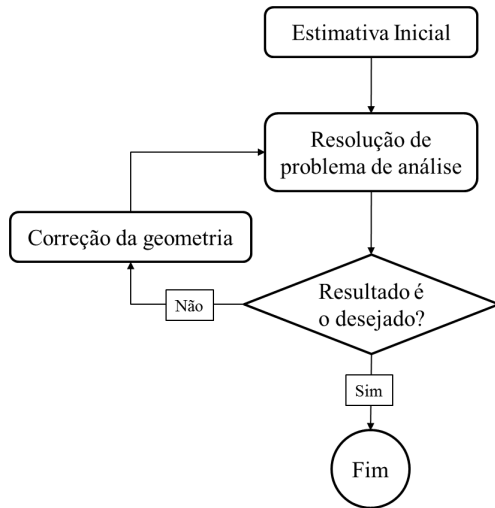 Estimativa Inicial
Resolução de
problema de análise
Correção da geometria
Resultado é
o desejado?
Não
Sim
Fim